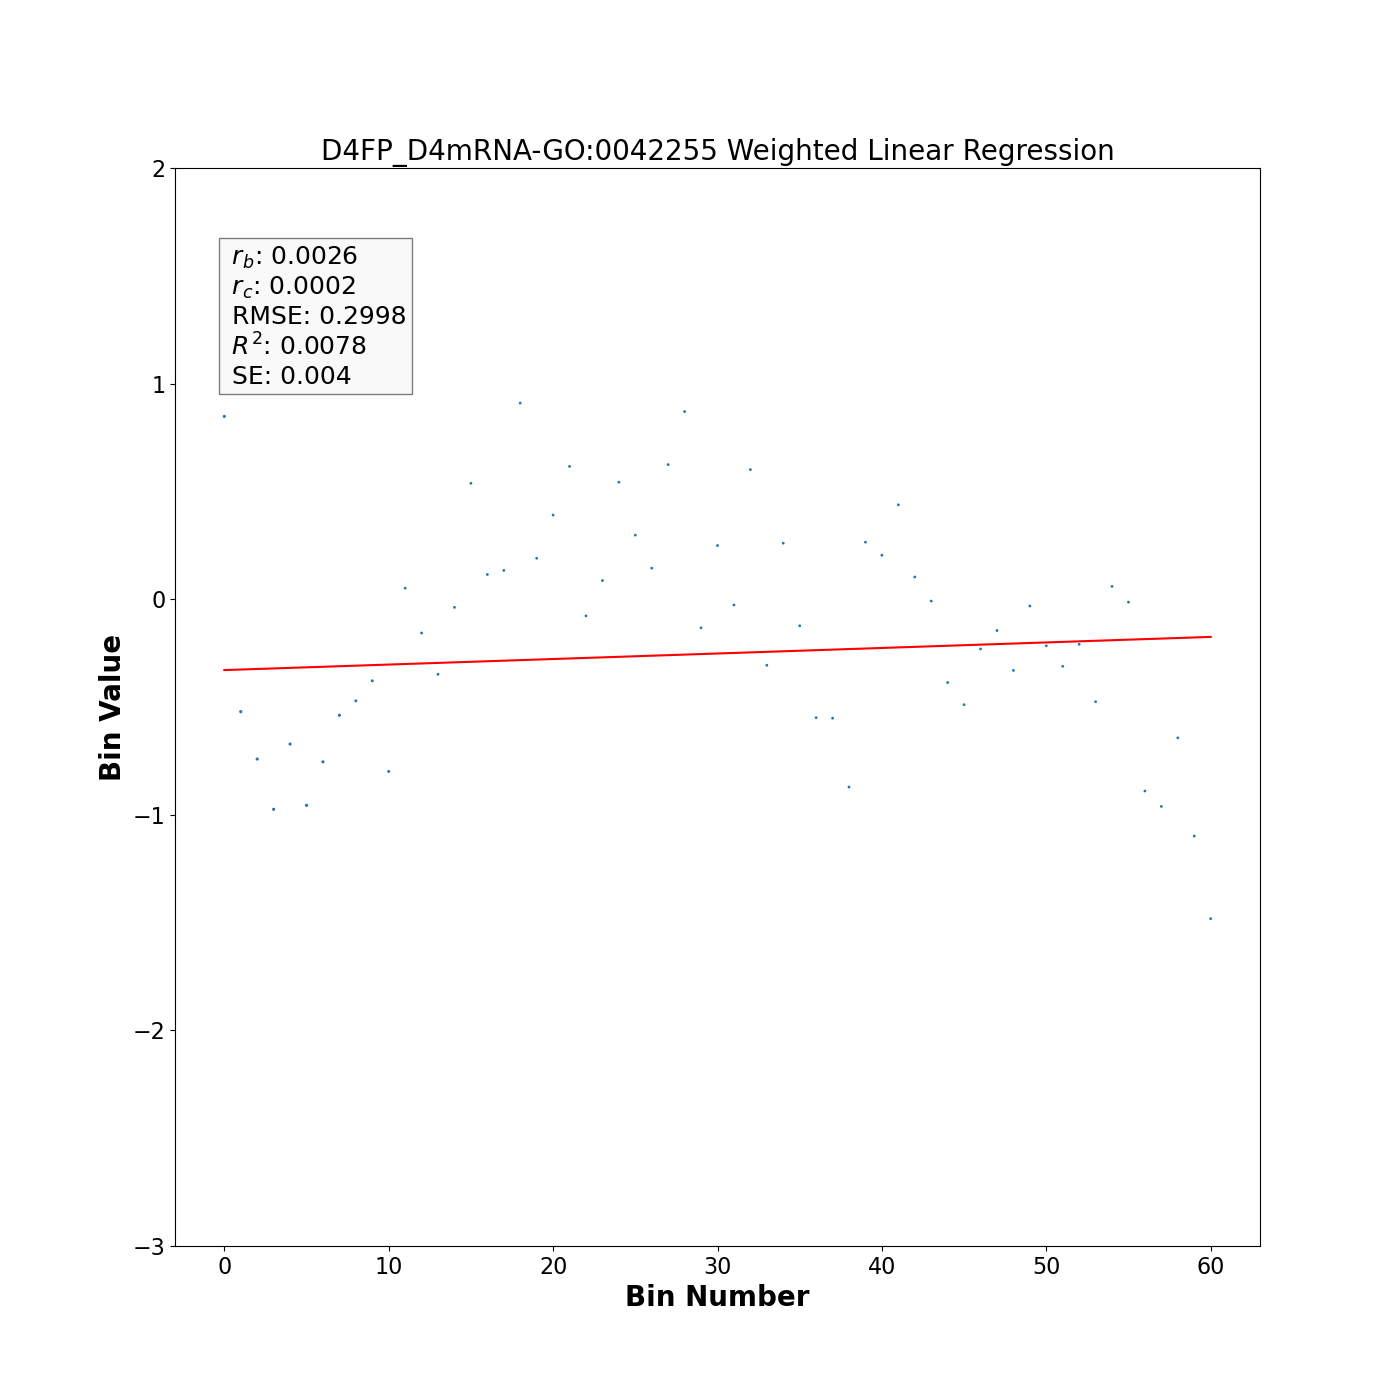 D4FP_D4mRNA-GO:0042255 Weighted Linear Regression
2
r_b: 0.0026
r_c: 0.0002
RMSE: 0.2998
R²: 0.0078
SE: 0.004
1
0
−1
−2
−3
Bin Value
0 10 20 30 40 50 60
Bin Number